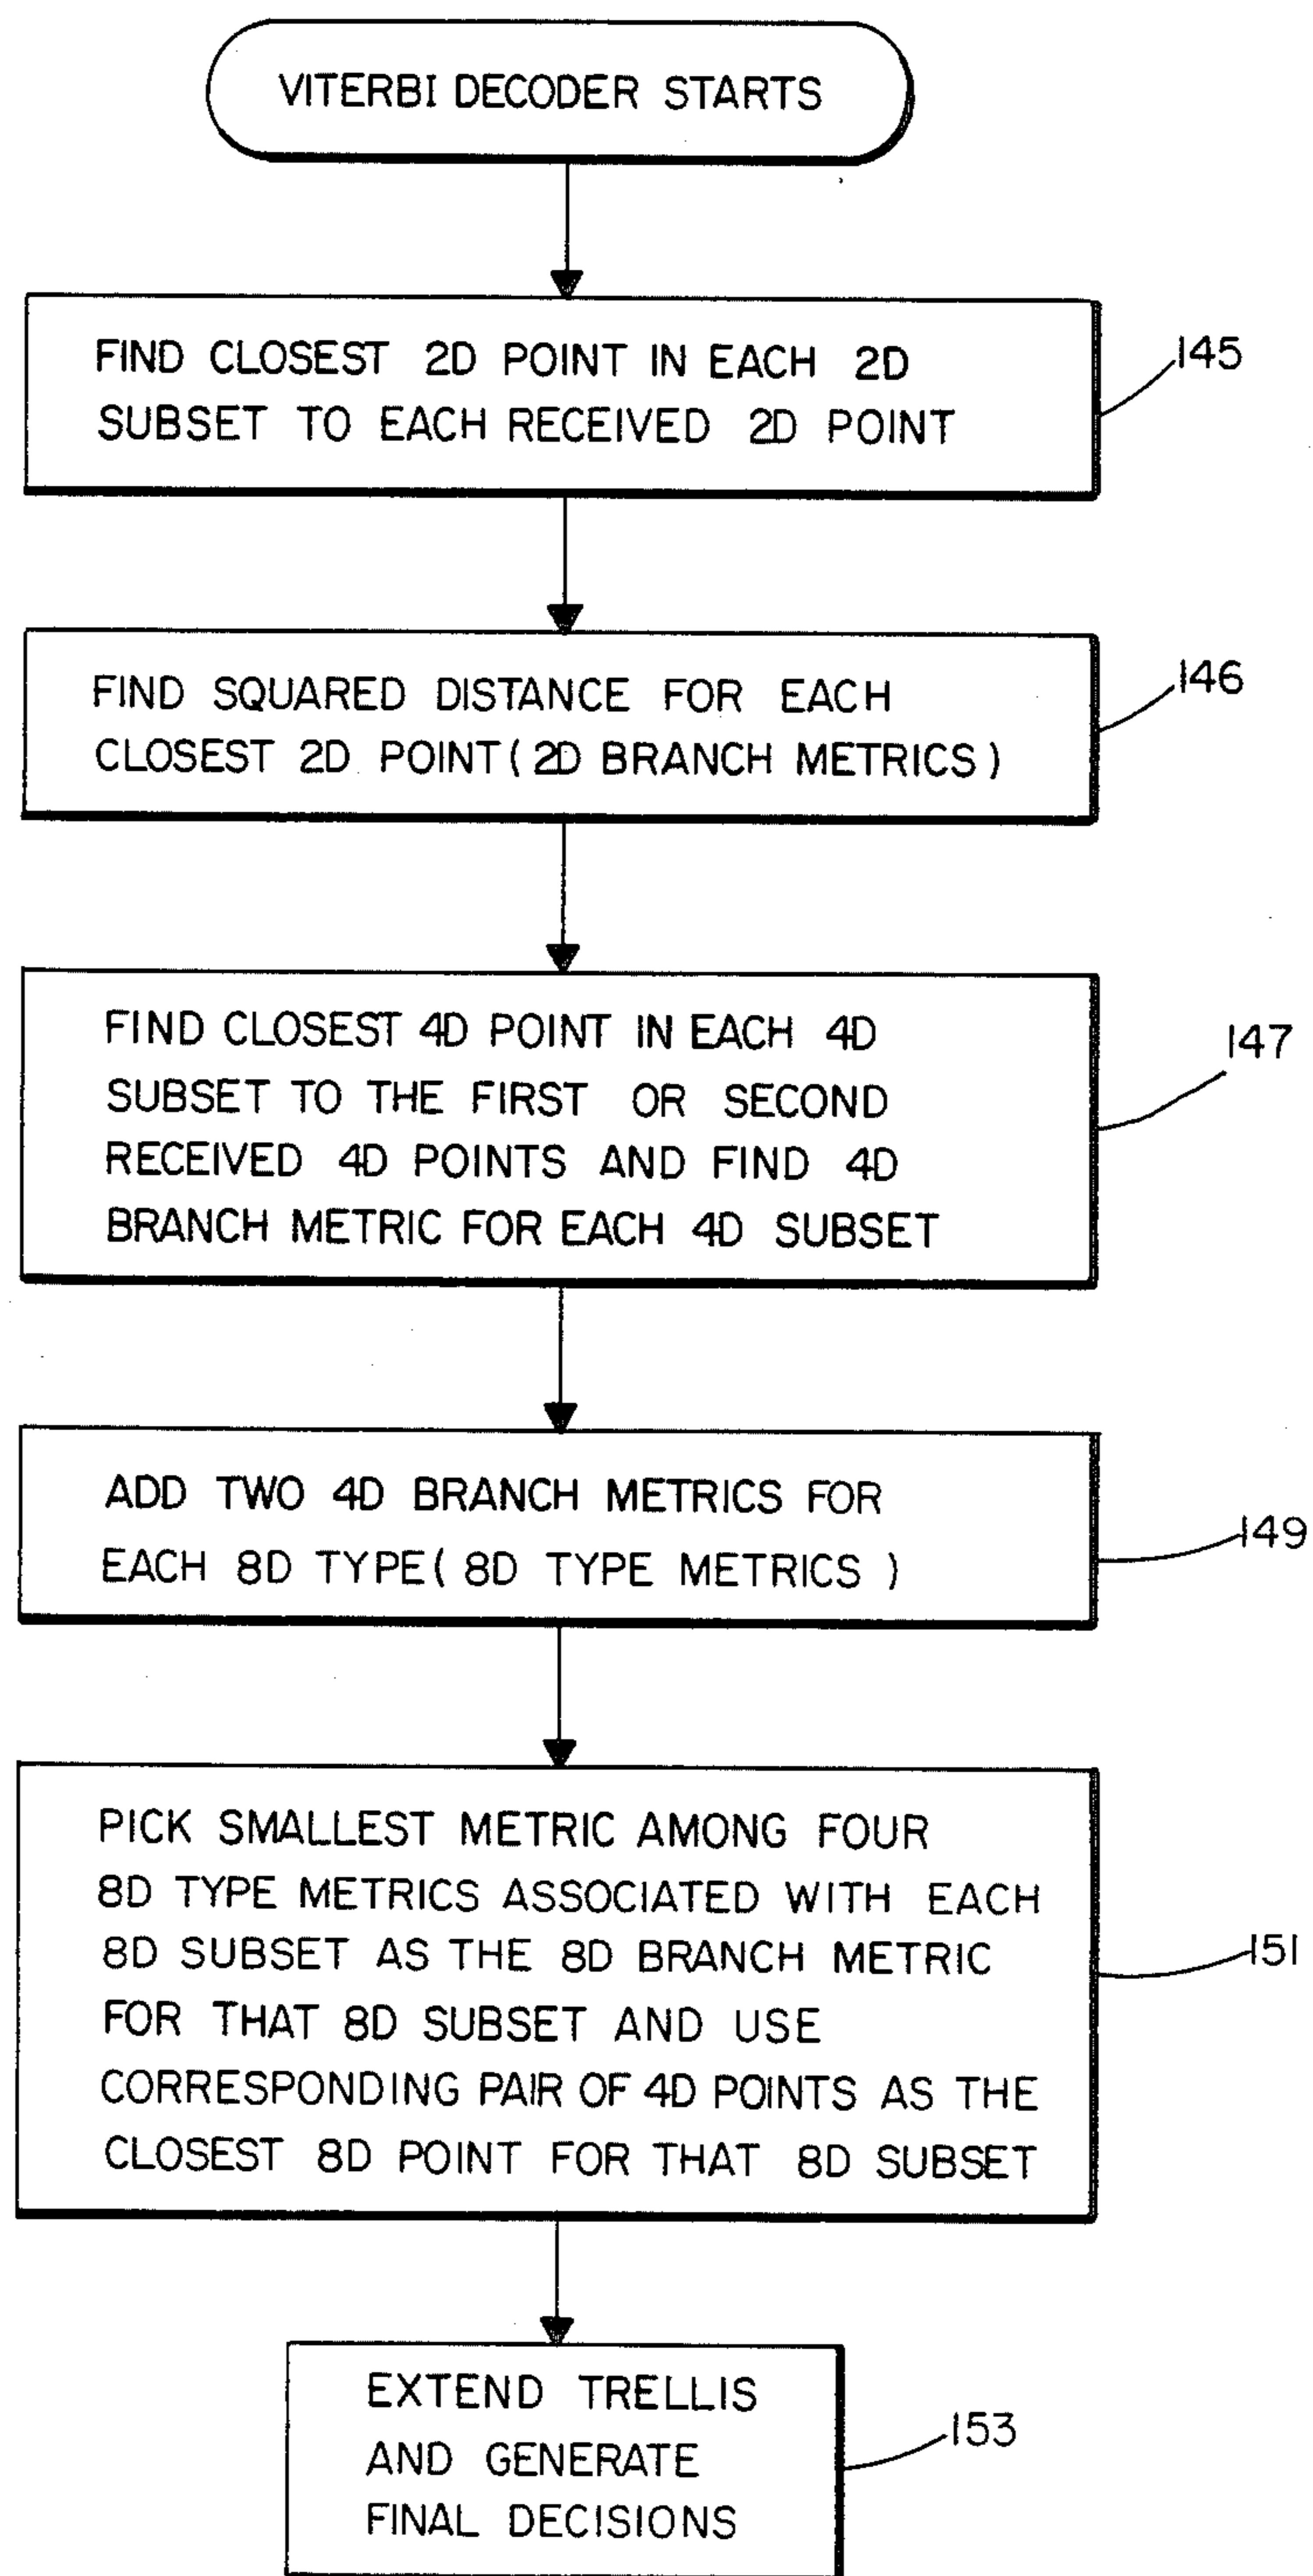 VITERBI DECODER STARTS
FIND CLOSEST 2D POINT IN EACH 2D
SUBSET TO EACH RECEIVED 2D POINT
145
FIND SQUARED DISTANCE FOR EACH
CLOSEST 2D POINT (2D BRANCH METRICS)
146
FIND CLOSEST 4D POINT IN EACH 4D
SUBSET TO THE FIRST OR SECOND
RECEIVED 4D POINTS AND FIND 4D
BRANCH METRIC FOR EACH 4D SUBSET
147
ADD TWO 4D BRANCH METRICS FOR
EACH 8D TYPE (8D TYPE METRICS)
149
PICK SMALLEST METRIC AMONG FOUR
8D TYPE METRICS ASSOCIATED WITH EACH
8D SUBSET AS THE 8D BRANCH METRIC
FOR THAT 8D SUBSET AND USE
CORRESPONDING PAIR OF 4D POINTS AS THE
CLOSEST 8D POINT FOR THAT 8D SUBSET
151
EXTEND TRELLIS
AND GENERATE
FINAL DECISIONS
153